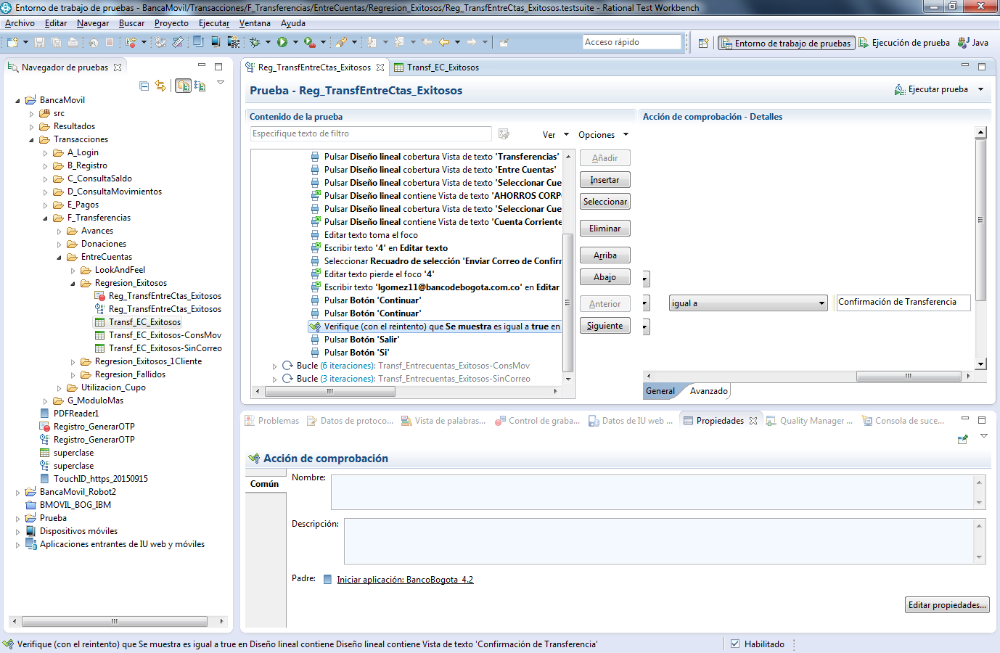 Entorno de trabajo de pruebas - BancaMovil/Transacciones/F_Transferencias/EntreCuentas/Regresion_Exitosos/Reg_TransfEntreCtas_Exitosos.testsuite - Rational Test Workbench
Archivo Editar Navegar Buscar Proyecto Ejecutar Ventana Ayuda
Acceso rápido
Entorno de trabajo de pruebas
Ejecución de prueba
Java
Navegador de pruebas
BancaMovil
src
Resultados
Transacciones
A_Login
B_Registro
C_ConsultaSaldo
D_ConsultaMovimientos
E_Pagos
F_Transferencias
Avances
Donaciones
EntreCuentas
LookAndFeel
Regresion_Exitosos
Reg_TransfEntreCtas_Exitosos
Reg_TransfEntreCtas_Exitosos
Transf_EC_Exitosos
Transf_EC_Exitosos-ConsMov
Transf_EC_Exitosos-SinCorreo
Regresion_Exitosos_1Cliente
Regresion_Fallidos
Utilizacion_Cupo
G_ModuloMas
PDFReader1
Registro_GenerarOTP
Registro_GenerarOTP
superclase
superclase
TouchID_https_20150915
BancaMovil_Robot2
BMOVIL_BOG_IBM
Prueba
Dispositivos móviles
Aplicaciones entrantes de IU web y móviles
Reg_TransfEntreCtas_Exitosos
Transf_EC_Exitosos
Prueba - Reg_TransfEntreCtas_Exitosos
Ejecutar prueba
Contenido de la prueba
Especifique texto de filtro
Ver
Opciones
Pulsar Diseño lineal cobertura Vista de texto 'Transferencias'
Pulsar Diseño lineal cobertura Vista de texto 'Entre Cuentas'
Pulsar Diseño lineal cobertura Vista de texto 'Seleccionar Cue
Pulsar Diseño lineal contiene Vista de texto 'AHORROS CORP
Pulsar Diseño lineal cobertura Vista de texto 'Seleccionar Cue
Pulsar Diseño lineal contiene Vista de texto 'Cuenta Corriente
Editar texto toma el foco
Escribir texto '4' en Editar texto
Seleccionar Recuadro de selección 'Enviar Correo de Confirr
Editar texto pierde el foco '4'
Escribir texto 'lgomez11@bancodebogota.com.co' en Editar
Pulsar Botón 'Continuar'
Pulsar Botón 'Continuar'
Verifique (con el reintento) que Se muestra es igual a true en
Pulsar Botón 'Salir'
Pulsar Botón 'Si'
Bucle (6 iteraciones): Transf_Entrecuentas_Exitosos-ConsMov
Bucle (3 iteraciones): Transf_Entrecuentas_Exitosos-SinCorreo
Añadir
Insertar
Seleccionar
Eliminar
Arriba
Abajo
Anterior
Siguiente
Acción de comprobación - Detalles
igual a
Confirmación de Transferencia
General
Avanzado
Problemas
Datos de protoco...
Vista de palabras...
Control de graba...
Datos de IU web ...
Propiedades
Quality Manager ...
Consola de suce...
Acción de comprobación
Común
Nombre:
Descripción:
Padre:
Iniciar aplicación: BancoBogota_4.2
Editar propiedades...
Verifique (con el reintento) que Se muestra es igual a true en Diseño lineal contiene Diseño lineal contiene Vista de texto 'Confirmación de Transferencia'
Habilitado